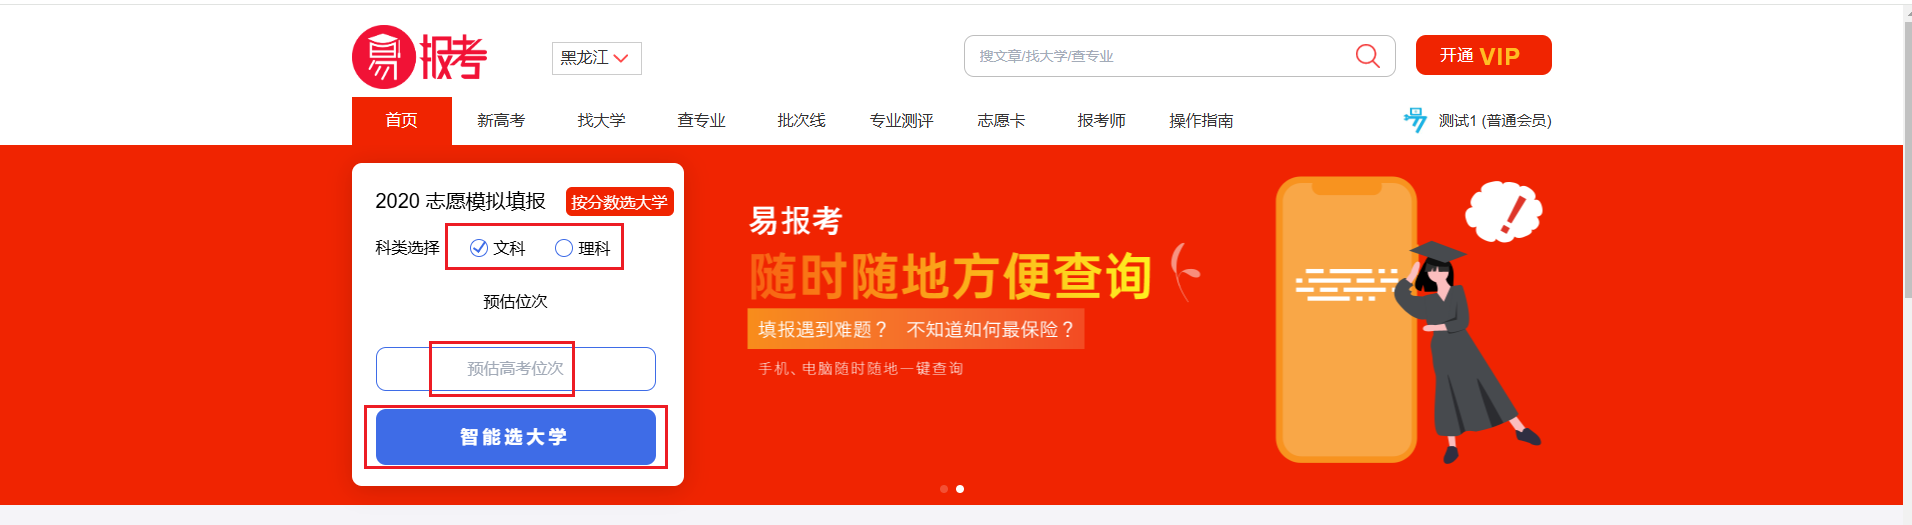 易 报考
黑龙江
搜文章/找大学/查专业
开通 VIP
首页 新高考 找大学 查专业 批次线 专业测评 志愿卡 报考师 操作指南
测试1 (普通会员)
2020 志愿模拟填报 按分数选大学
科类选择 文科 理科
预估位次
预估高考位次
智能选大学
易报考
随时随地方便查询
填报遇到难题？ 不知道如何最保险？
手机、电脑随时随地一键查询